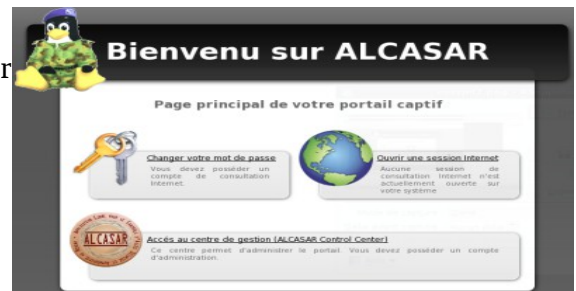 r
Bienvenu sur ALCASAR
Page principal de votre portail captif
Changer votre mot de passe
Vous devez posséder un
compte de consultation
Internet.
Ouvrir une session Internet
Aucune session de
consultation Internet n'est
actuellement ouverte sur
votre système
ALCASAR
Accès au centre de gestion (ALCASAR Control Center)
Ce centre permet d'administrer le portail. Vous devez posséder un compte
d'administration.